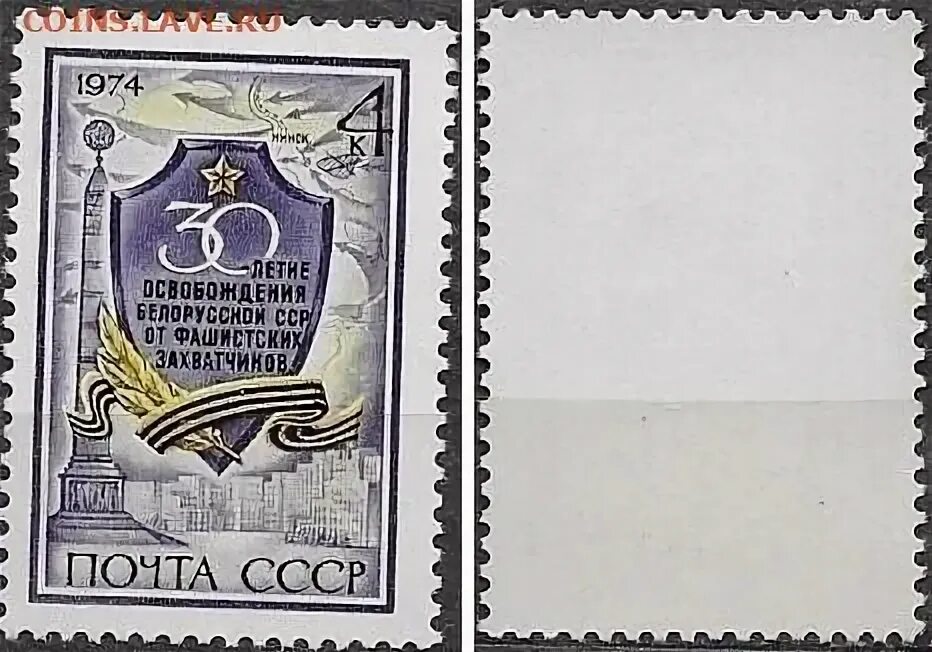 COINS.LAVE.RU
1974
4
К
МИНСК
30
ЛЕТИЕ
ОСВОБОЖДЕНИЯ
БЕЛОРУССКОЙ ССР
ОТ ФАШИСТСКИХ
ЗАХВАТЧИКОВ
ПОЧТА СССР